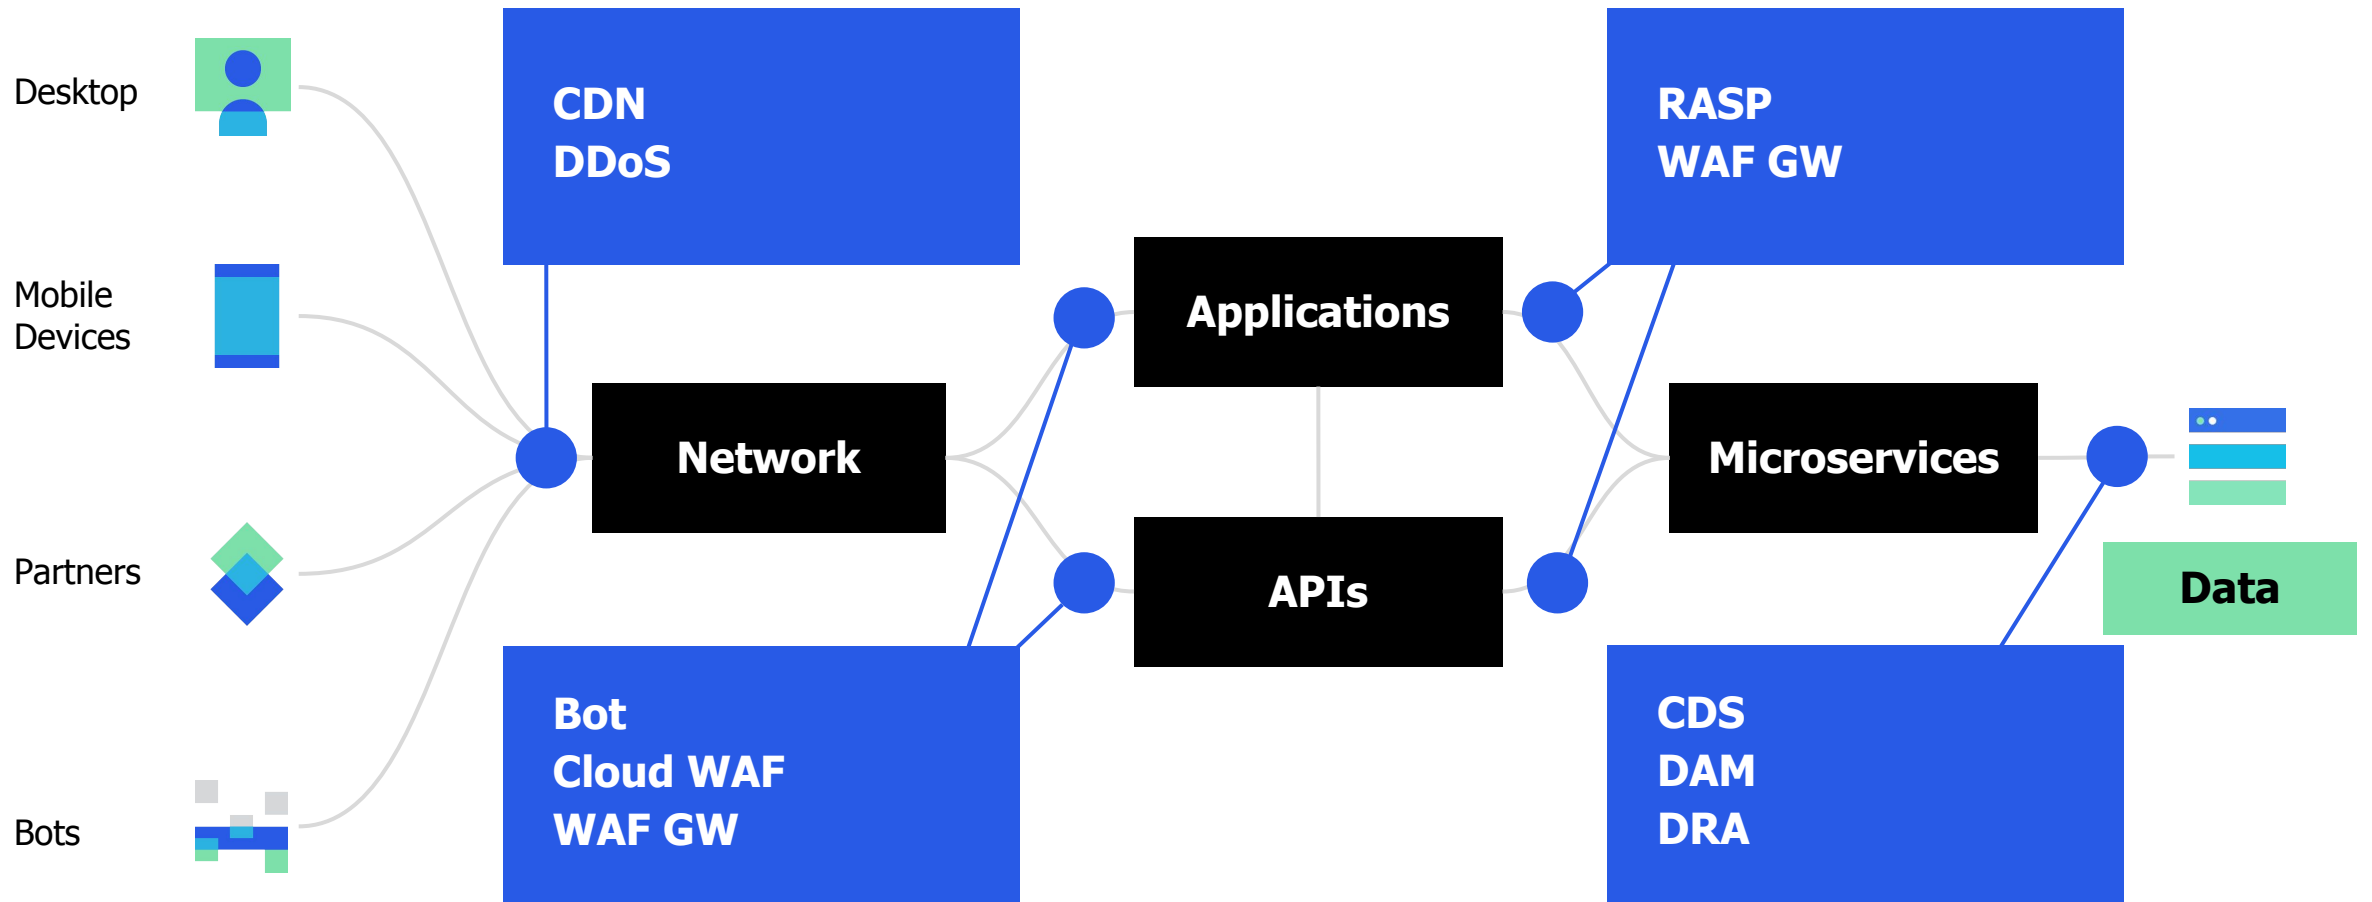 Desktop
Mobile
Devices
Partners
Bots
CDN
DDoS
Network
Bot
Cloud WAF
WAF GW
Applications
APIs
RASP
WAF GW
Microservices
CDS
DAM
DRA
Data